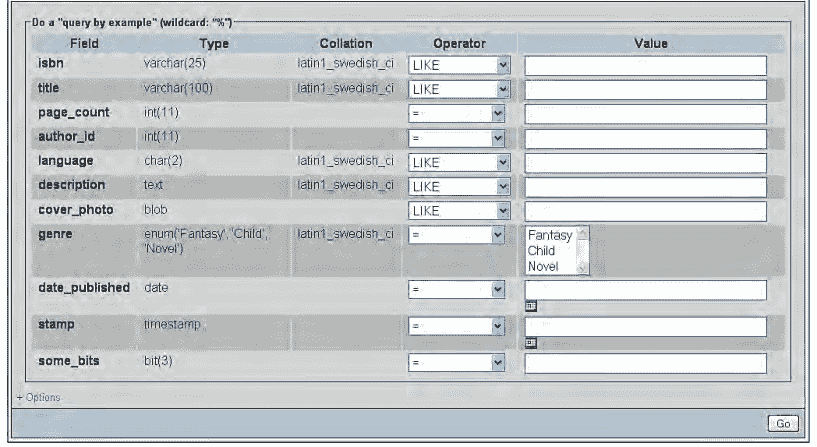 Do a "query by example" (wildcard: "%")
Field Type Collation Operator Value
isbn varchar(25) latin1_swedish_ci LIKE
title varchar(100) latin1_swedish_ci LIKE
page_count int(11) =
author_id int(11) =
language char(2) latin1_swedish_ci LIKE
description text latin1_swedish_ci LIKE
cover_photo blob LIKE
genre enum('Fantasy','Child', latin1_swedish_ci = Fantasy
'Novel') Child
Novel
date_published date =
stamp timestamp =
some_bits bit(3) =
+ Options
Go